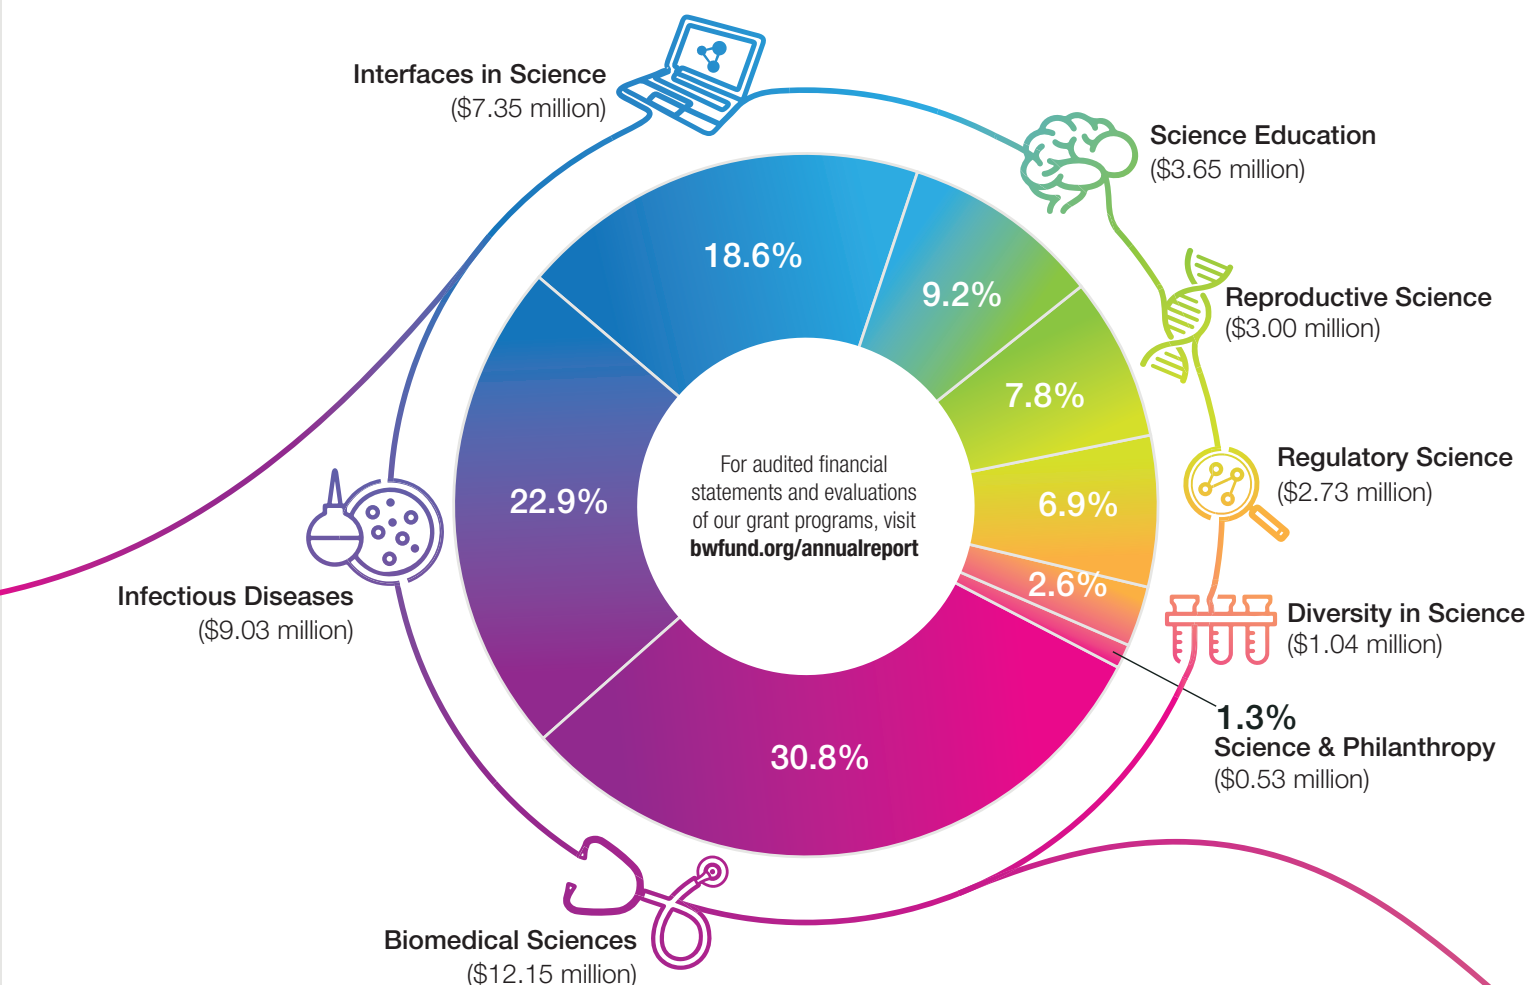 Interfaces in Science
($7.35 million)
Science Education
($3.65 million)
18.6%
9.2%
Reproductive Science
($3.00 million)
7.8%
For audited financial
statements and evaluations
of our grant programs, visit
bwfund.org/annualreport
22.9%
6.9%
Regulatory Science
($2.73 million)
2.6%
Infectious Diseases
($9.03 million)
Diversity in Science
($1.04 million)
1.3%
Science & Philanthropy
($0.53 million)
30.8%
Biomedical Sciences
($12.15 million)